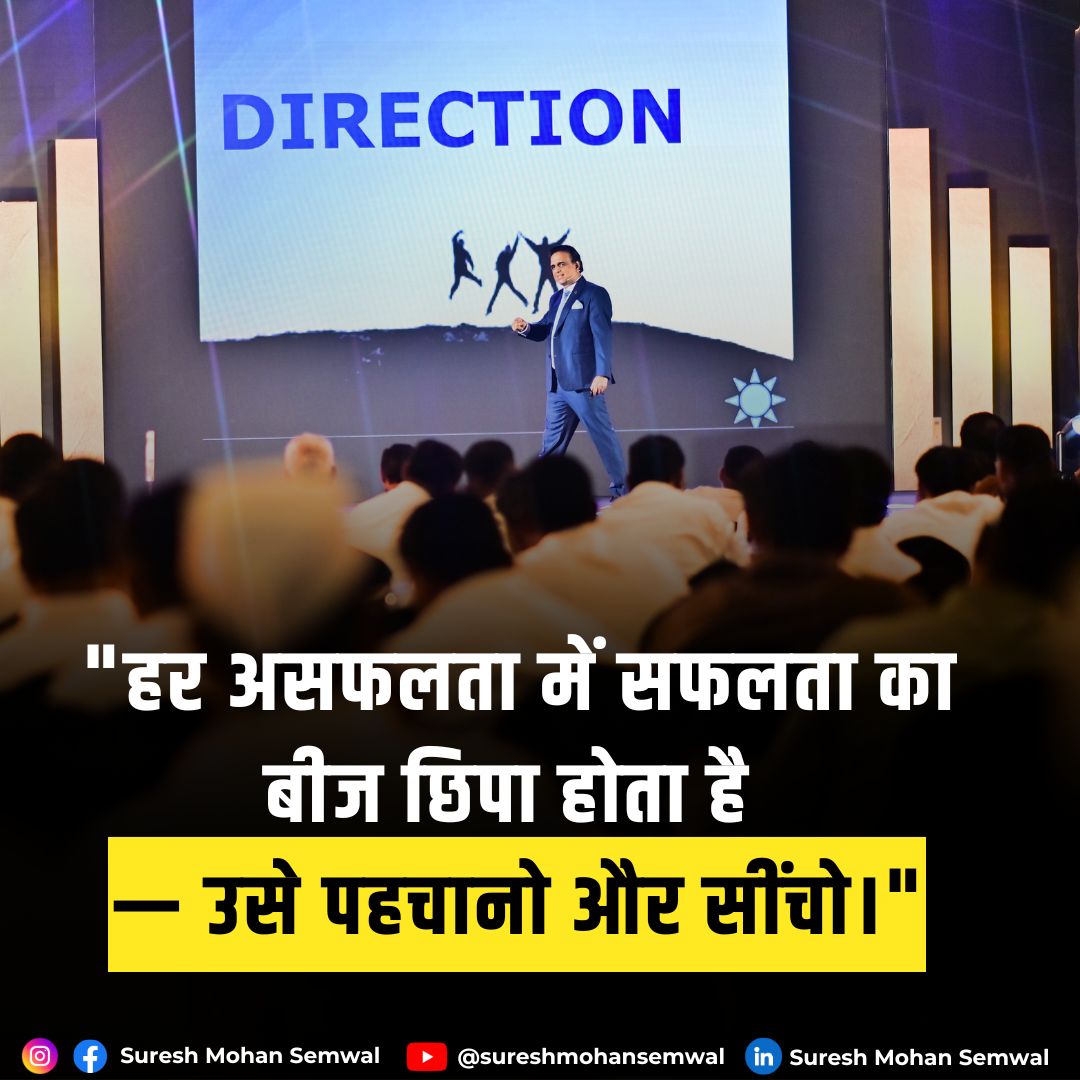 DIRECTION
"हर असफलता में सफलता का
बीज छिपा होता है
— उसे पहचानो और सींचो।"
Suresh Mohan Semwal @sureshmohansemwal Suresh Mohan Semwal